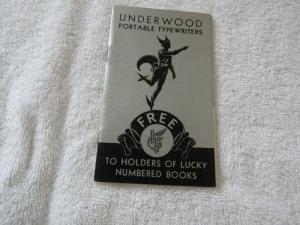 UNDERWOOD
PORTABLE TYPEWRITERS
FREE
TO HOLDERS OF LUCKY
NUMBERED BOOKS